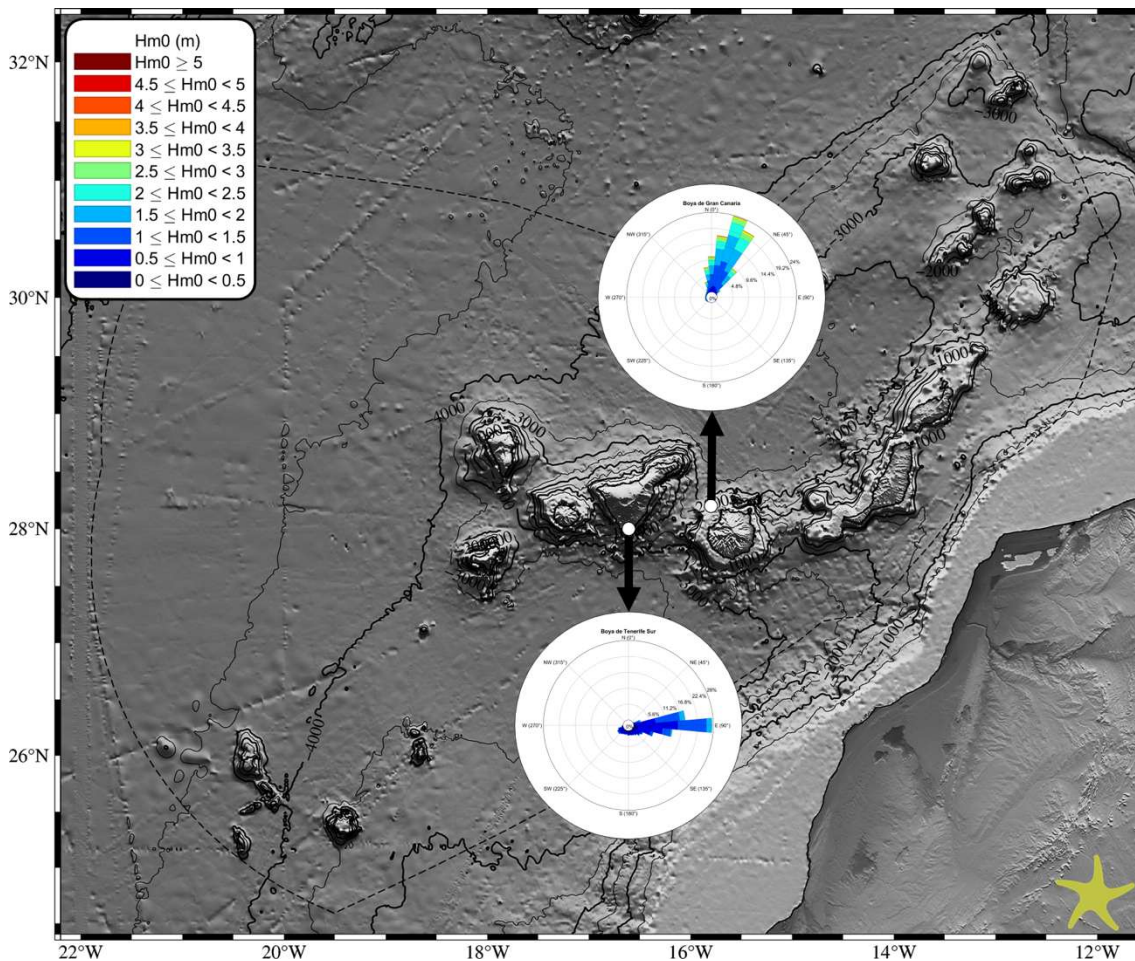 Hm0 (m)
Hm0 ≥ 5
4.5 ≤ Hm0 < 5
4 ≤ Hm0 < 4.5
3.5 ≤ Hm0 < 4
3 ≤ Hm0 < 3.5
2.5 ≤ Hm0 < 3
2 ≤ Hm0 < 2.5
1.5 ≤ Hm0 < 2
1 ≤ Hm0 < 1.5
0.5 ≤ Hm0 < 1
0 ≤ Hm0 < 0.5
32°N
30°N
28°N
26°N
-3000
-3000
-2000
1000
Boya de Gran Canaria
N (0°)
NW (315°)
NE (45°)
24%
19.2%
14.4%
9.6%
4.8%
0%
W (270°)
E (90°)
SW (225°)
SE (135°)
S (180°)
4000
3000
1000
4000
Boya de Tenerife Sur
N (0°)
NW (315°)
NE (45°)
28%
22.4%
16.8%
11.2%
5.6%
W (270°)
E (90°)
SW (225°)
SE (135°)
S (180°)
22°W
20°W
18°W
16°W
14°W
12°W